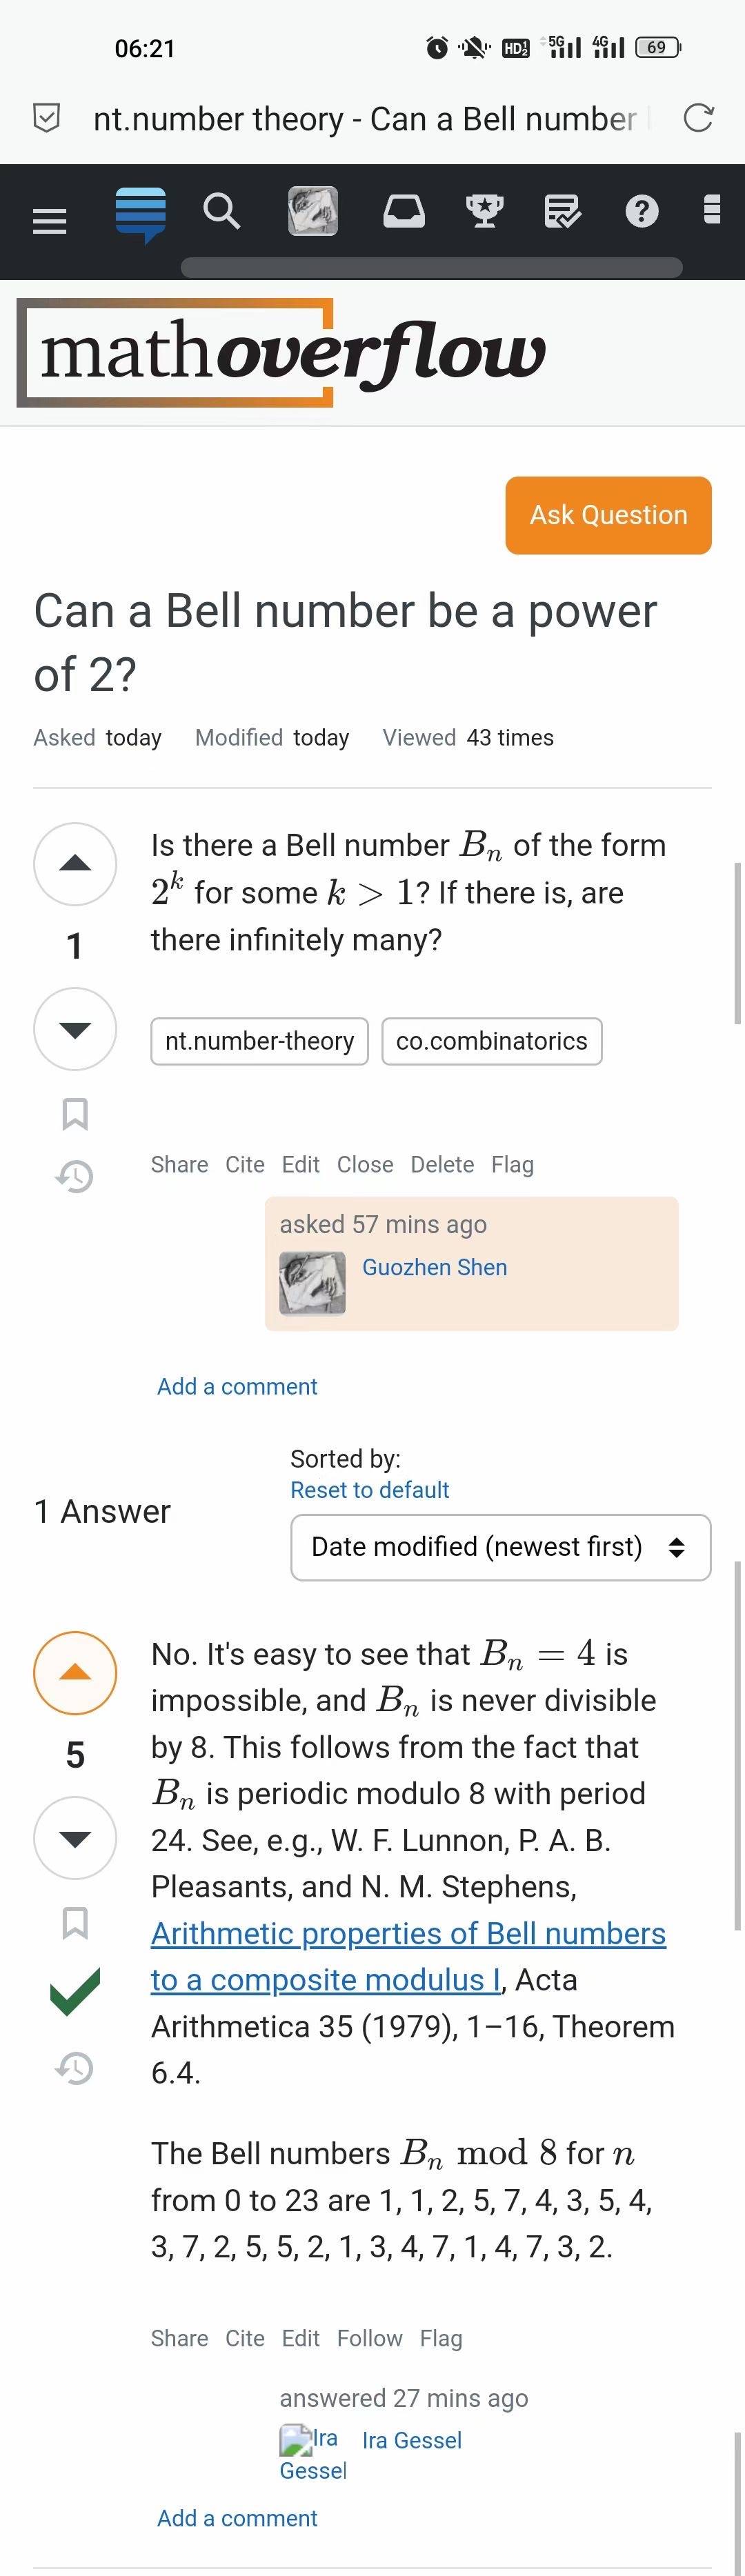 06:21
HD 1 2 5G 4G 69
nt.number theory - Can a Bell number
mathoverflow
Ask Question
Can a Bell number be a power
of 2?
Asked today Modified today Viewed 43 times
Is there a Bell number Bₙ of the form
2ᵏ for some k > 1? If there is, are
1
there infinitely many?
nt.number-theory co.combinatorics
Share Cite Edit Close Delete Flag
asked 57 mins ago
Guozhen Shen
Add a comment
1 Answer
Sorted by:
Reset to default
Date modified (newest first)
No. It's easy to see that Bₙ = 4 is
impossible, and Bₙ is never divisible
5
by 8. This follows from the fact that
Bₙ is periodic modulo 8 with period
24. See, e.g., W. F. Lunnon, P. A. B.
Pleasants, and N. M. Stephens,
Arithmetic properties of Bell numbers
to a composite modulus I, Acta
Arithmetica 35 (1979), 1–16, Theorem
6.4.
The Bell numbers Bₙ mod 8 for n
from 0 to 23 are 1, 1, 2, 5, 7, 4, 3, 5, 4,
3, 7, 2, 5, 5, 2, 1, 3, 4, 7, 1, 4, 7, 3, 2.
Share Cite Edit Follow Flag
answered 27 mins ago
Ira Gessel
Ira Gessel
Add a comment